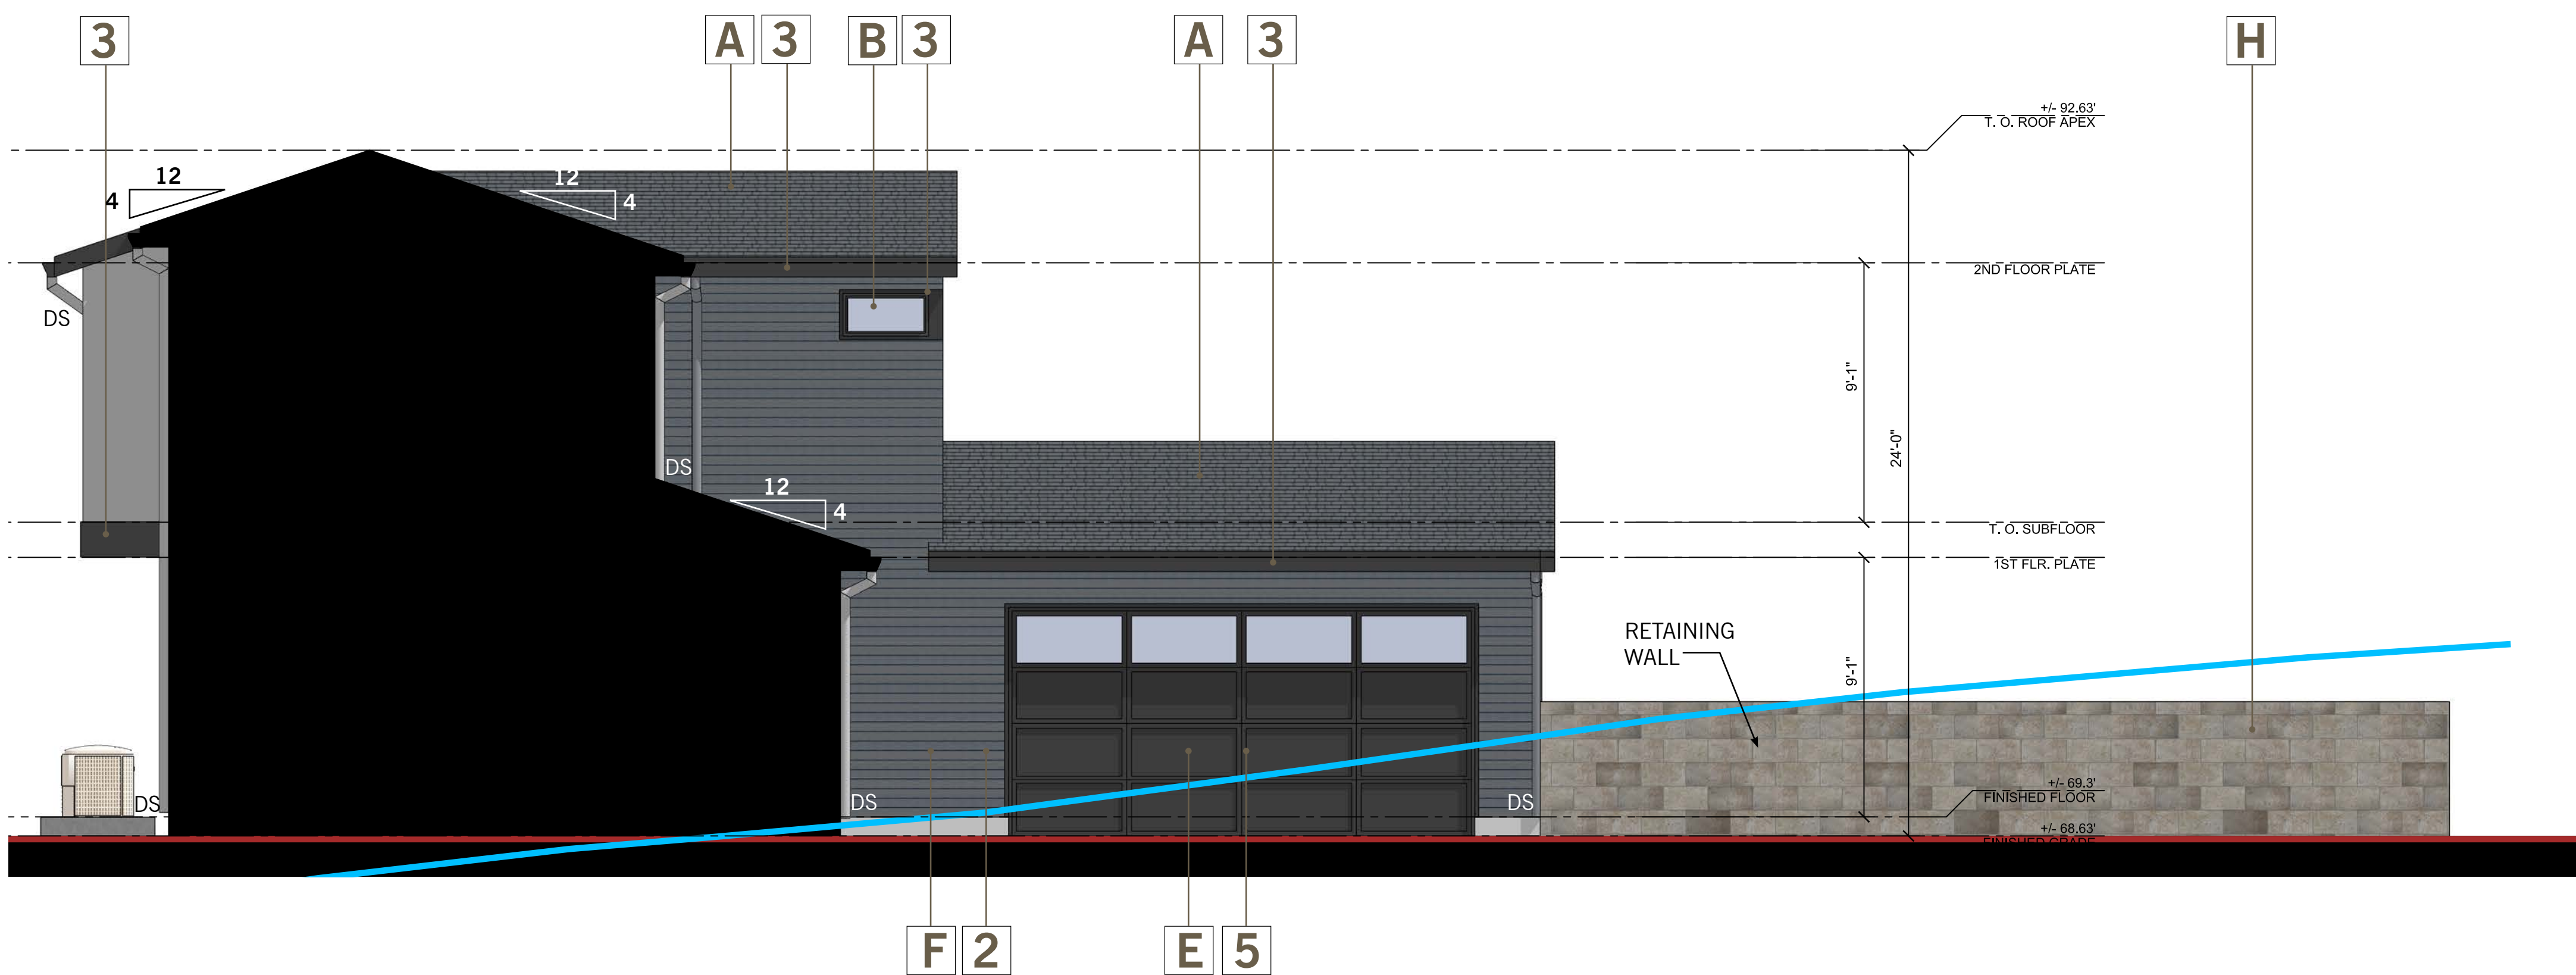 3
A 3
B 3
A 3
H
+/- 92.63'
T. O. ROOF APEX
12
4
12
4
2ND FLOOR PLATE
DS
9'-1"
24'-0"
DS
12
4
T. O. SUBFLOOR
1ST FLR. PLATE
RETAINING
WALL
9'-1"
+/- 69.3'
FINISHED FLOOR
DS
DS
DS
+/- 68.63'
FINISHED GRADE
F 2
E 5